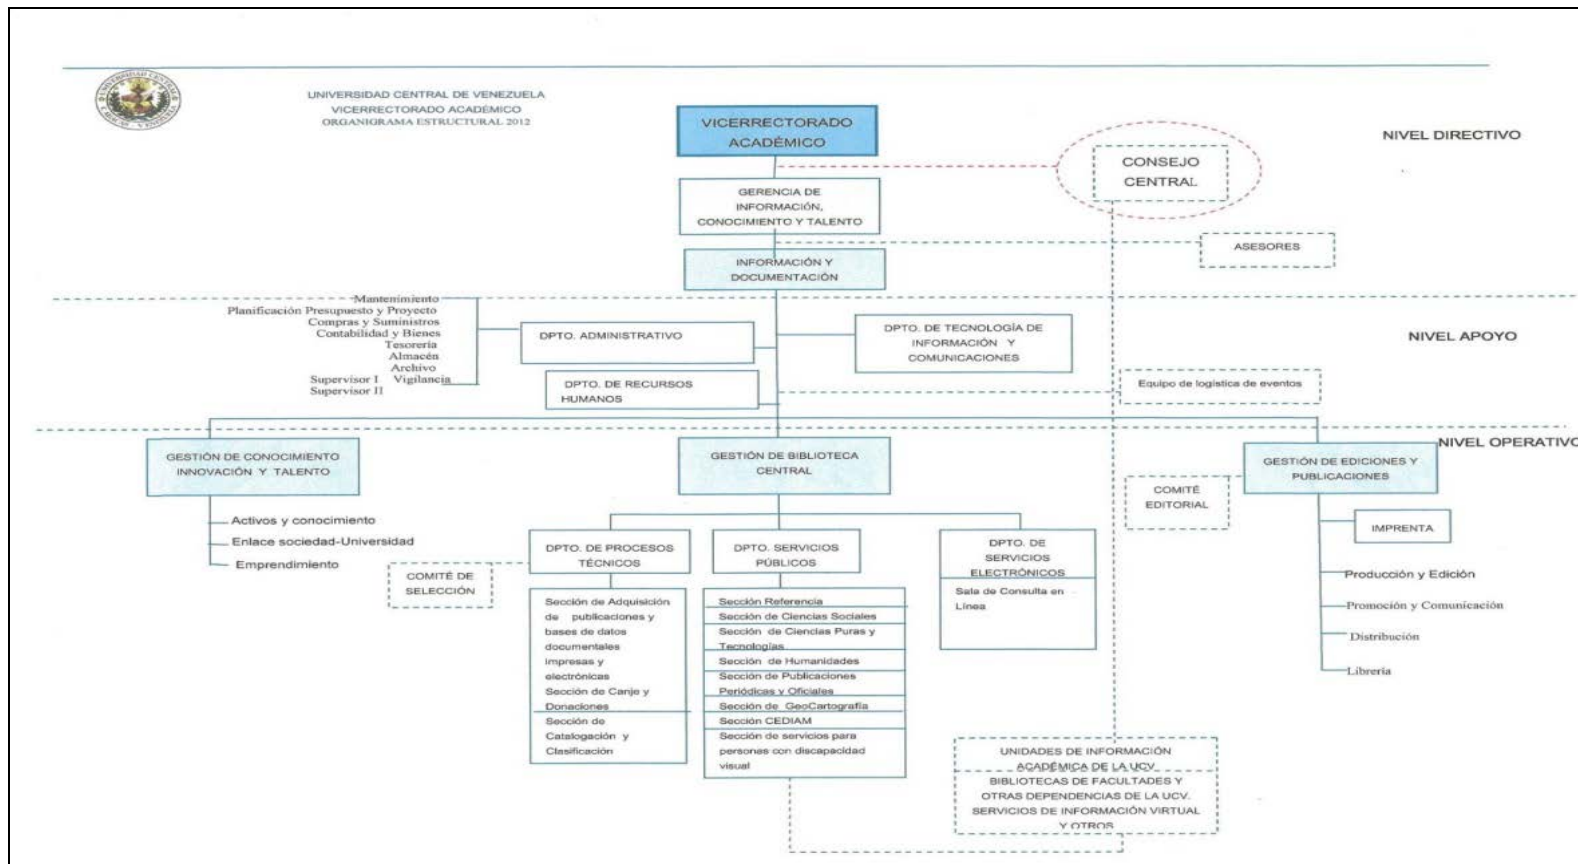 UNIVERSIDAD CENTRAL DE VENEZUELA
VICERRECTORADO ACADÉMICO
ORGANIGRAMA ESTRUCTURAL 2012
VICERRECTORADO
ACADÉMICO
NIVEL DIRECTIVO
CONSEJO
CENTRAL
GERENCIA DE
INFORMACIÓN,
CONOCIMIENTO Y TALENTO
ASESORES
INFORMACIÓN Y
DOCUMENTACIÓN
Mantenimiento
Planificación Presupuesto y Proyecto
Compras y Suministros
Contabilidad y Bienes
Tesorería
Almacén
Archivo
Supervisor I Vigilancia
Supervisor II
DPTO. ADMINISTRATIVO
DPTO. DE TECNOLOGÍA DE
INFORMACIÓN Y
COMUNICACIONES
NIVEL APOYO
DPTO. DE RECURSOS
HUMANOS
Equipo de logística de eventos
NIVEL OPERATIVO
GESTIÓN DE CONOCIMIENTO
INNOVACIÓN Y TALENTO
GESTIÓN DE BIBLIOTECA
CENTRAL
GESTIÓN DE EDICIONES Y
PUBLICACIONES
COMITÉ
EDITORIAL
Activos y conocimiento
Enlace sociedad-Universidad
Emprendimiento
IMPRENTA
Producción y Edición
Promoción y Comunicación
Distribución
Librería
COMITÉ DE
SELECCIÓN
DPTO. DE PROCESOS
TÉCNICOS
DPTO. SERVICIOS
PÚBLICOS
DPTO. DE
SERVICIOS
ELECTRÓNICOS
Sala de Consulta en
Línea
Sección de Adquisición
de publicaciones y
bases de datos
documentales
impresas y
electrónicas
Sección de Canje y
Donaciones
Sección de
Catalogación y
Clasificación
Sección Referencia
Sección de Ciencias Sociales
Sección de Ciencias Puras y
Tecnologías
Sección de Humanidades
Sección de Publicaciones
Periódicas y Oficiales
Sección de GeoCartografía
Sección CEDIAM
Sección de servicios para
personas con discapacidad
visual
UNIDADES DE INFORMACIÓN
ACADÉMICA DE LA UCV
BIBLIOTECAS DE FACULTADES Y
OTRAS DEPENDENCIAS DE LA UCV.
SERVICIOS DE INFORMACIÓN VIRTUAL
Y OTROS